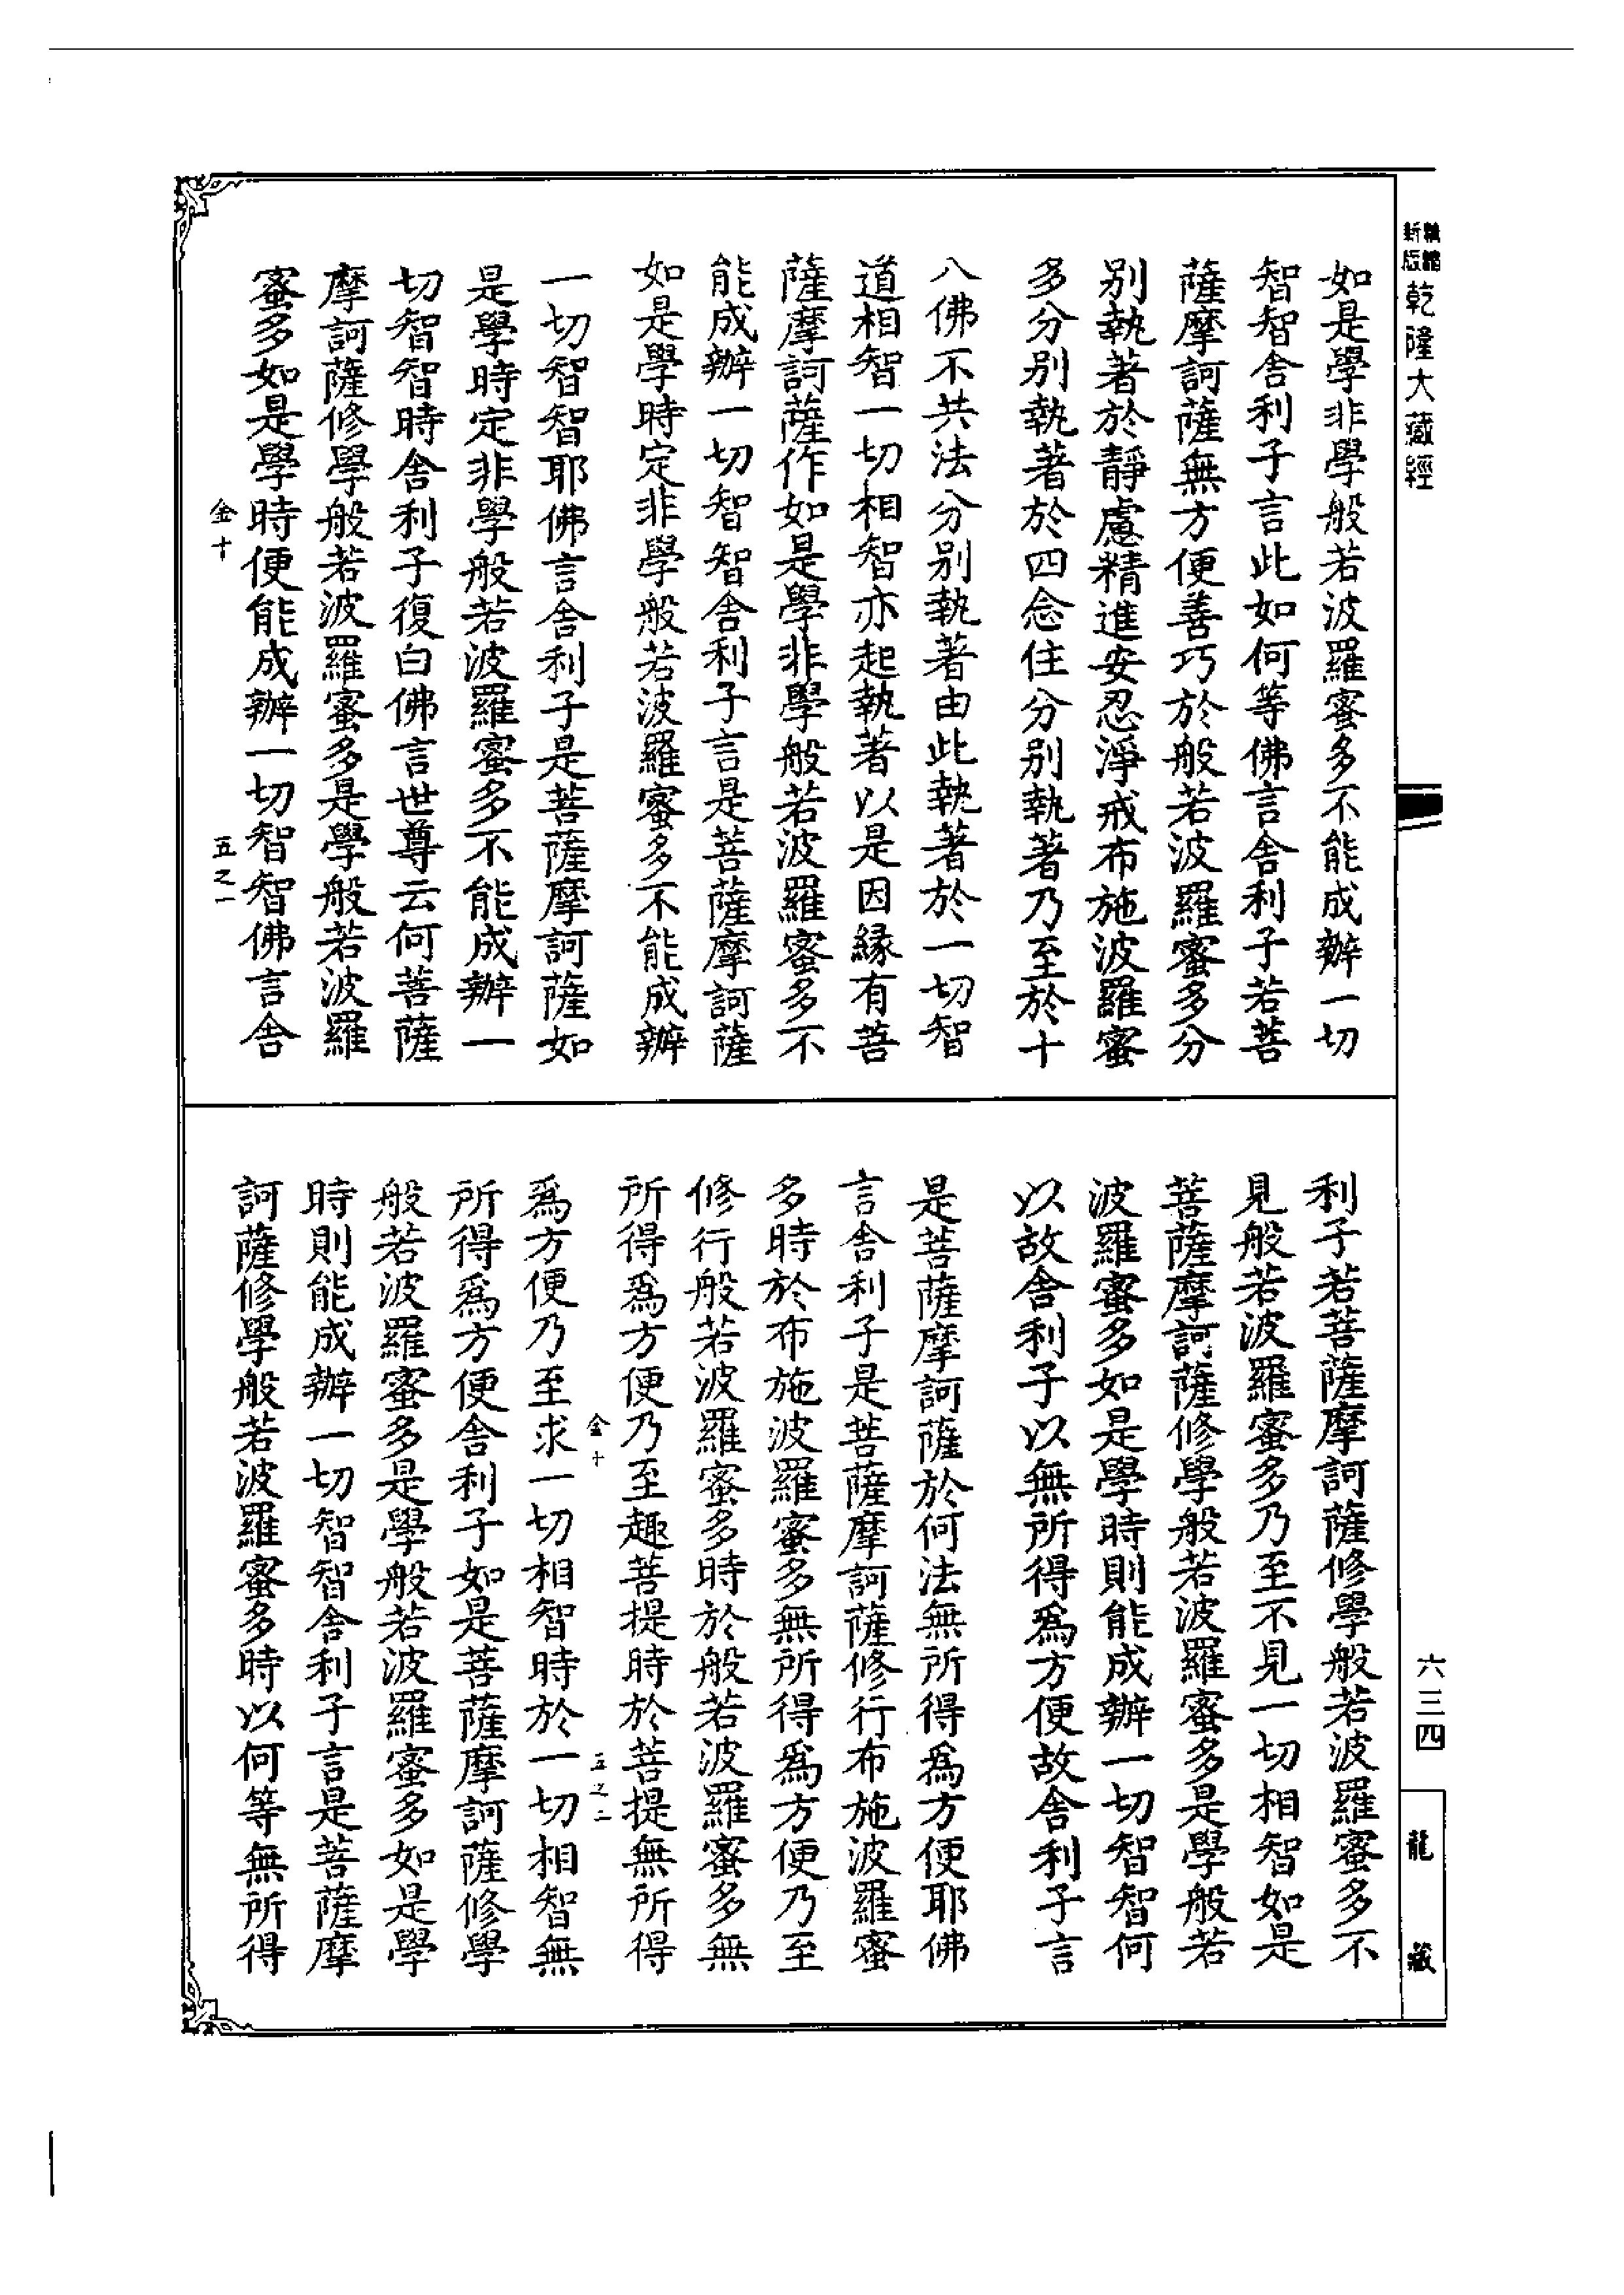 新版
精縮
乾隆大藏經
六三四
龍藏
如是學非學般若波羅蜜多不能成辦一切
智智舍利子言此如何等佛言舍利子若菩
薩摩訶薩無方便善巧於般若波羅蜜多分
別執著於靜慮精進安忍淨戒布施波羅蜜
多分別執著於四念住分別執著乃至於十
八佛不共法分別執著由此執著於一切智
道相智一切相智亦起執著以是因緣有菩
薩摩訶薩作如是學非學般若波羅蜜多不
能成辦一切智智舍利子言是菩薩摩訶薩
如是學時定非學般若波羅蜜多不能成辦
一切智智耶佛言舍利子是菩薩摩訶薩如
是學時定非學般若波羅蜜多不能成辦一
切智智時舍利子復白佛言世尊云何菩薩
摩訶薩修學般若波羅蜜多是學般若波羅
蜜多如是學時便能成辦一切智智佛言舍
金十
五之一
利子若菩薩摩訶薩修學般若波羅蜜多不
見般若波羅蜜多乃至不見一切相智如是
菩薩摩訶薩修學般若波羅蜜多是學般若
波羅蜜多如是學時則能成辦一切智智何
以故舍利子以無所得爲方便故舍利子言
是菩薩摩訶薩於何法無所得爲方便耶佛
言舍利子是菩薩摩訶薩修行布施波羅蜜
多時於布施波羅蜜多無所得爲方便乃至
修行般若波羅蜜多時於般若波羅蜜多無
所得爲方便乃至趣菩提時於菩提無所得
金十
五之二
爲方便乃至求一切相智時於一切相智無
所得爲方便舍利子如是菩薩摩訶薩修學
般若波羅蜜多是學般若波羅蜜多如是學
時則能成辦一切智智舍利子言是菩薩摩
訶薩修學般若波羅蜜多時以何等無所得